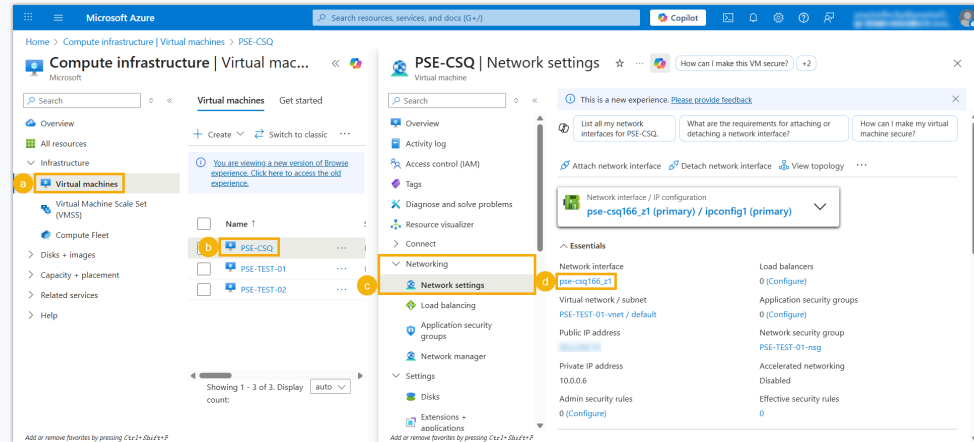 Microsoft Azure
Search resources, services, and docs (G+/)
Copilot
Home > Compute infrastructure | Virtual machines > PSE-CSQ
Compute infrastructure | Virtual mac...
Microsoft
Search
Overview
All resources
Infrastructure
a
Virtual machines
Virtual Machine Scale Set
(VMSS)
Compute Fleet
Disks + images
Capacity + placement
Related services
Help
Add or remove favorites by pressing Ctrl+Shift+F
Virtual machines Get started
Create
Switch to classic
You are viewing a new version of Browse
experience. Click here to access the old
experience.
Name ↑
b
PSE-CSQ
PSE-TEST-01
PSE-TEST-02
Showing 1 - 3 of 3. Display
auto
count:
PSE-CSQ | Network settings
Virtual machine
How can I make this VM secure?
+2
Search
Overview
Activity log
Access control (IAM)
Tags
Diagnose and solve problems
Resource visualizer
Connect
Networking
c
Network settings
Load balancing
Application security
groups
Network manager
Settings
Disks
Extensions +
applications
Add or remove favorites by pressing Ctrl+Shift+F
This is a new experience. Please provide feedback
List all my network
interfaces for PSE-CSQ.
What are the requirements for attaching or
detaching a network interface?
How can I make my virtual
machine secure?
Attach network interface
Detach network interface
View topology
Network interface / IP configuration
pse-csq166_z1 (primary) / ipconfig1 (primary)
Essentials
Network interface
d
pse-csq166_z1
Virtual network / subnet
PSE-TEST-01-vnet / default
Public IP address
Private IP address
10.0.0.6
Admin security rules
0 (Configure)
Load balancers
0 (Configure)
Application security groups
0 (Configure)
Network security group
PSE-TEST-01-nsg
Accelerated networking
Disabled
Effective security rules
0